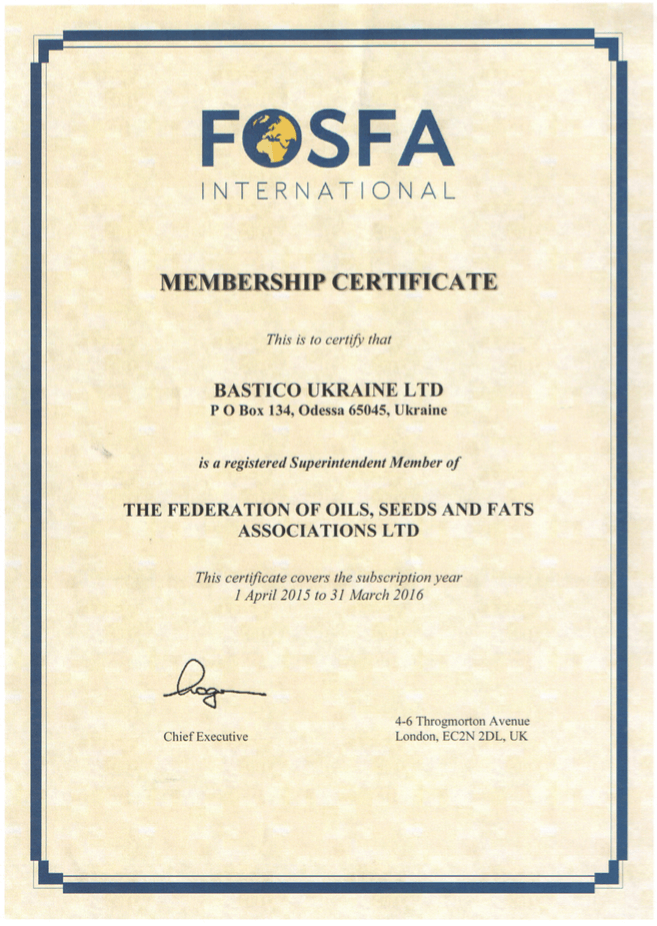 FOSFA
INTERNATIONAL
MEMBERSHIP CERTIFICATE
This is to certify that
BASTICO UKRAINE LTD
P O Box 134, Odessa 65045, Ukraine
is a registered Superintendent Member of
THE FEDERATION OF OILS, SEEDS AND FATS
ASSOCIATIONS LTD
This certificate covers the subscription year
1 April 2015 to 31 March 2016
Chief Executive
4-6 Throgmorton Avenue
London, EC2N 2DL, UK